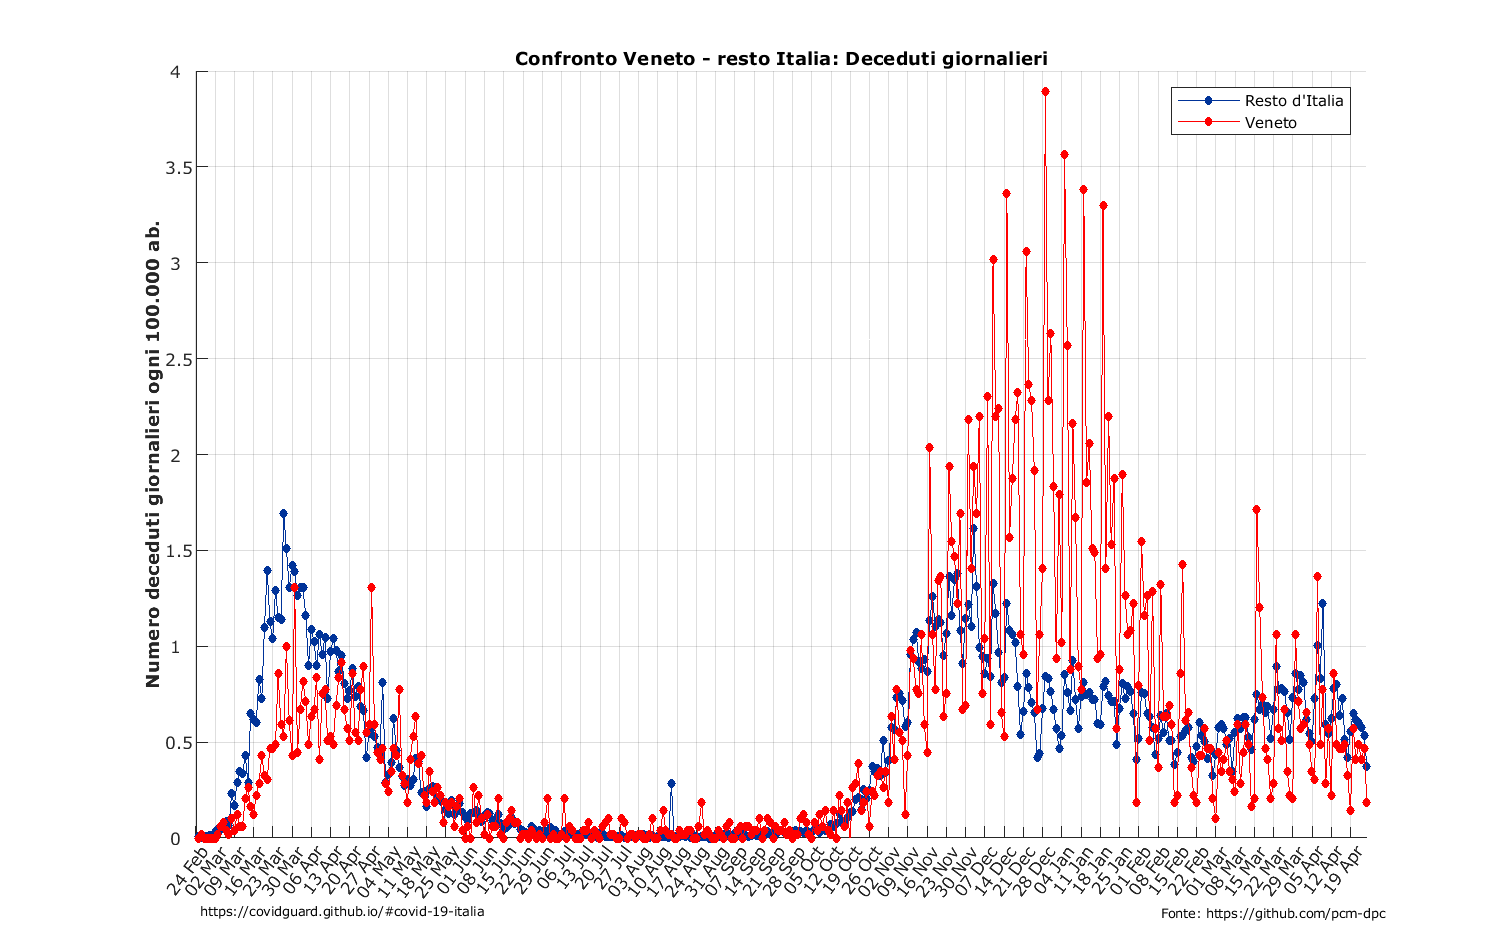 Confronto Veneto - resto Italia: Deceduti giornalieri
Resto d'Italia
Veneto
Numero deceduti giornalieri ogni 100.000 ab.
4
3.5
3
2.5
2
1.5
1
0.5
0
24 Feb
02 Mar
09 Mar
16 Mar
23 Mar
30 Mar
06 Apr
13 Apr
20 Apr
27 Apr
04 May
11 May
18 May
25 May
01 Jun
08 Jun
15 Jun
22 Jun
29 Jun
06 Jul
13 Jul
20 Jul
27 Jul
03 Aug
10 Aug
17 Aug
24 Aug
31 Aug
07 Sep
14 Sep
21 Sep
28 Sep
05 Oct
12 Oct
19 Oct
26 Oct
02 Nov
09 Nov
16 Nov
23 Nov
30 Nov
07 Dec
14 Dec
21 Dec
28 Dec
04 Jan
11 Jan
18 Jan
25 Jan
01 Feb
08 Feb
15 Feb
22 Feb
01 Mar
08 Mar
15 Mar
22 Mar
29 Mar
05 Apr
12 Apr
19 Apr
https://covidguard.github.io/#covid-19-italia
Fonte: https://github.com/pcm-dpc